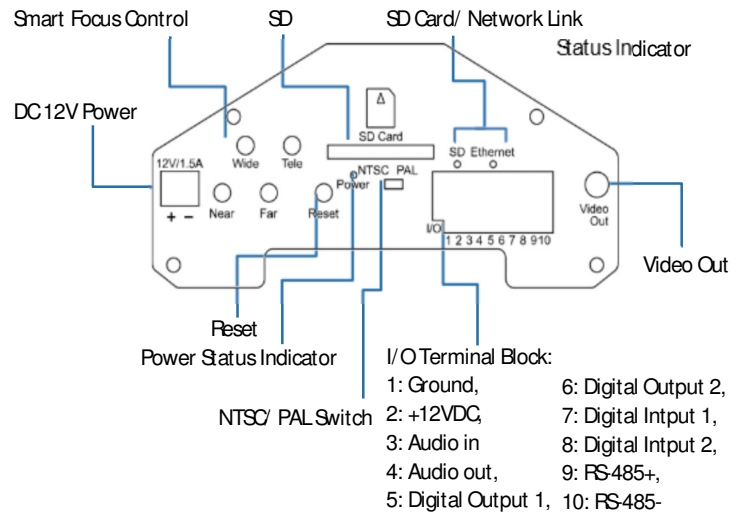 Smart Focus Control
SD
SD Card/ Network Link
Status Indicator
DC 12V Power
SD Card
12V/1.5A
Wide
Tele
SD Ethernet
NTSC PAL
Power
+ −
Near
Far
Reset
I/O
1 2 3 4 5 6 7 8 9 10
Video
Out
Video Out
Reset
Power Status Indicator
NTSC/ PAL Switch
I/O Terminal Block:
1: Ground,
2: +12VDC,
3: Audio in
4: Audio out,
5: Digital Output 1,
6: Digital Output 2,
7: Digital Intput 1,
8: Digital Intput 2,
9: RS-485+,
10: RS-485-